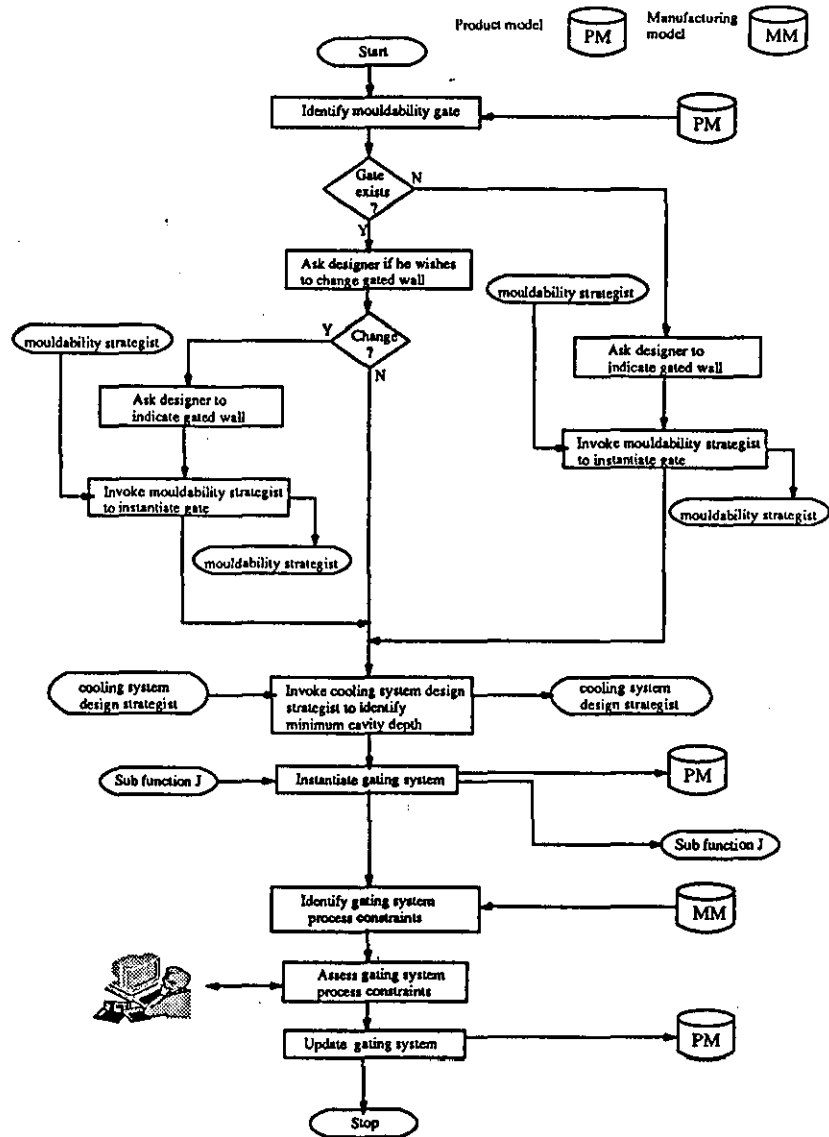 Product model
PM
Manufacturing
model
MM
Start
Identify mouldability gate
PM
Gate
exists
?
N
Y
Ask designer if he wishes
to change gated wall
mouldability strategist
mouldability strategist
Y
Change
?
N
Ask designer to
indicate gated wall
Ask designer to
indicate gated wall
Invoke mouldability strategist
to instantiate gate
Invoke mouldability strategist
to instantiate gate
mouldability strategist
mouldability strategist
cooling system
design strategist
Invoke cooling system design
strategist to identify
minimum cavity depth
cooling system
design strategist
Sub function J
Instantiate gating system
PM
Sub function J
Identify gating system
process constraints
MM
Assess gating system
process constraints
Update gating system
PM
Stop